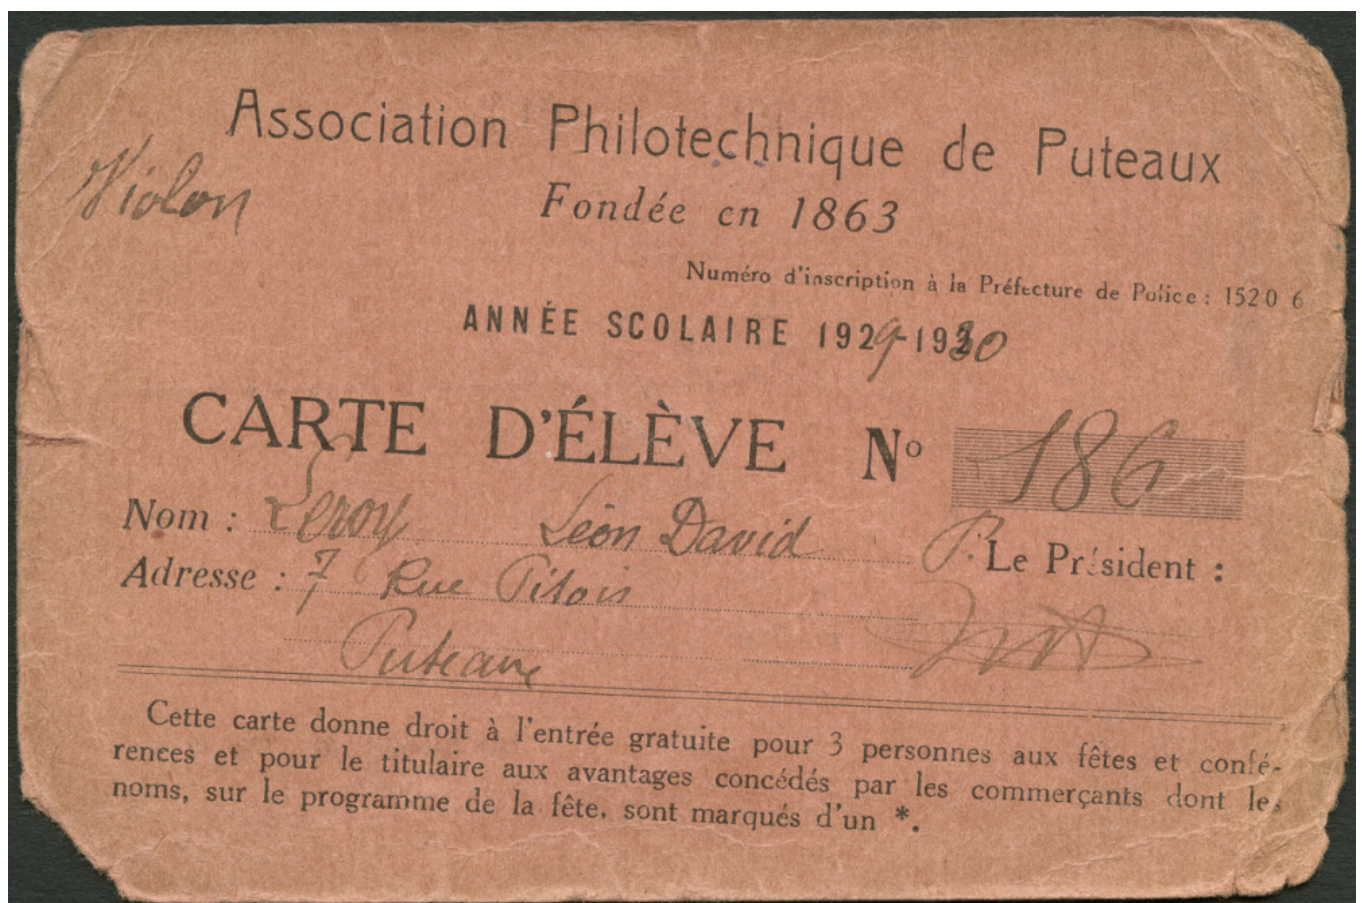 Association Philotechnique de Puteaux
Violon
Fondée en 1863
Numéro d'inscription à la Préfecture de Police : 1520 6
ANNÉE SCOLAIRE 1929-1930
CARTE D'ÉLÈVE Nº 186
Nom : Leroy Léon David
P. Le Président :
Adresse : 7 Rue Pitois
Puteaux
Cette carte donne droit à l'entrée gratuite pour 3 personnes aux fêtes et confé-
rences et pour le titulaire aux avantages concédés par les commerçants dont les
noms, sur le programme de la fête, sont marqués d'un *.